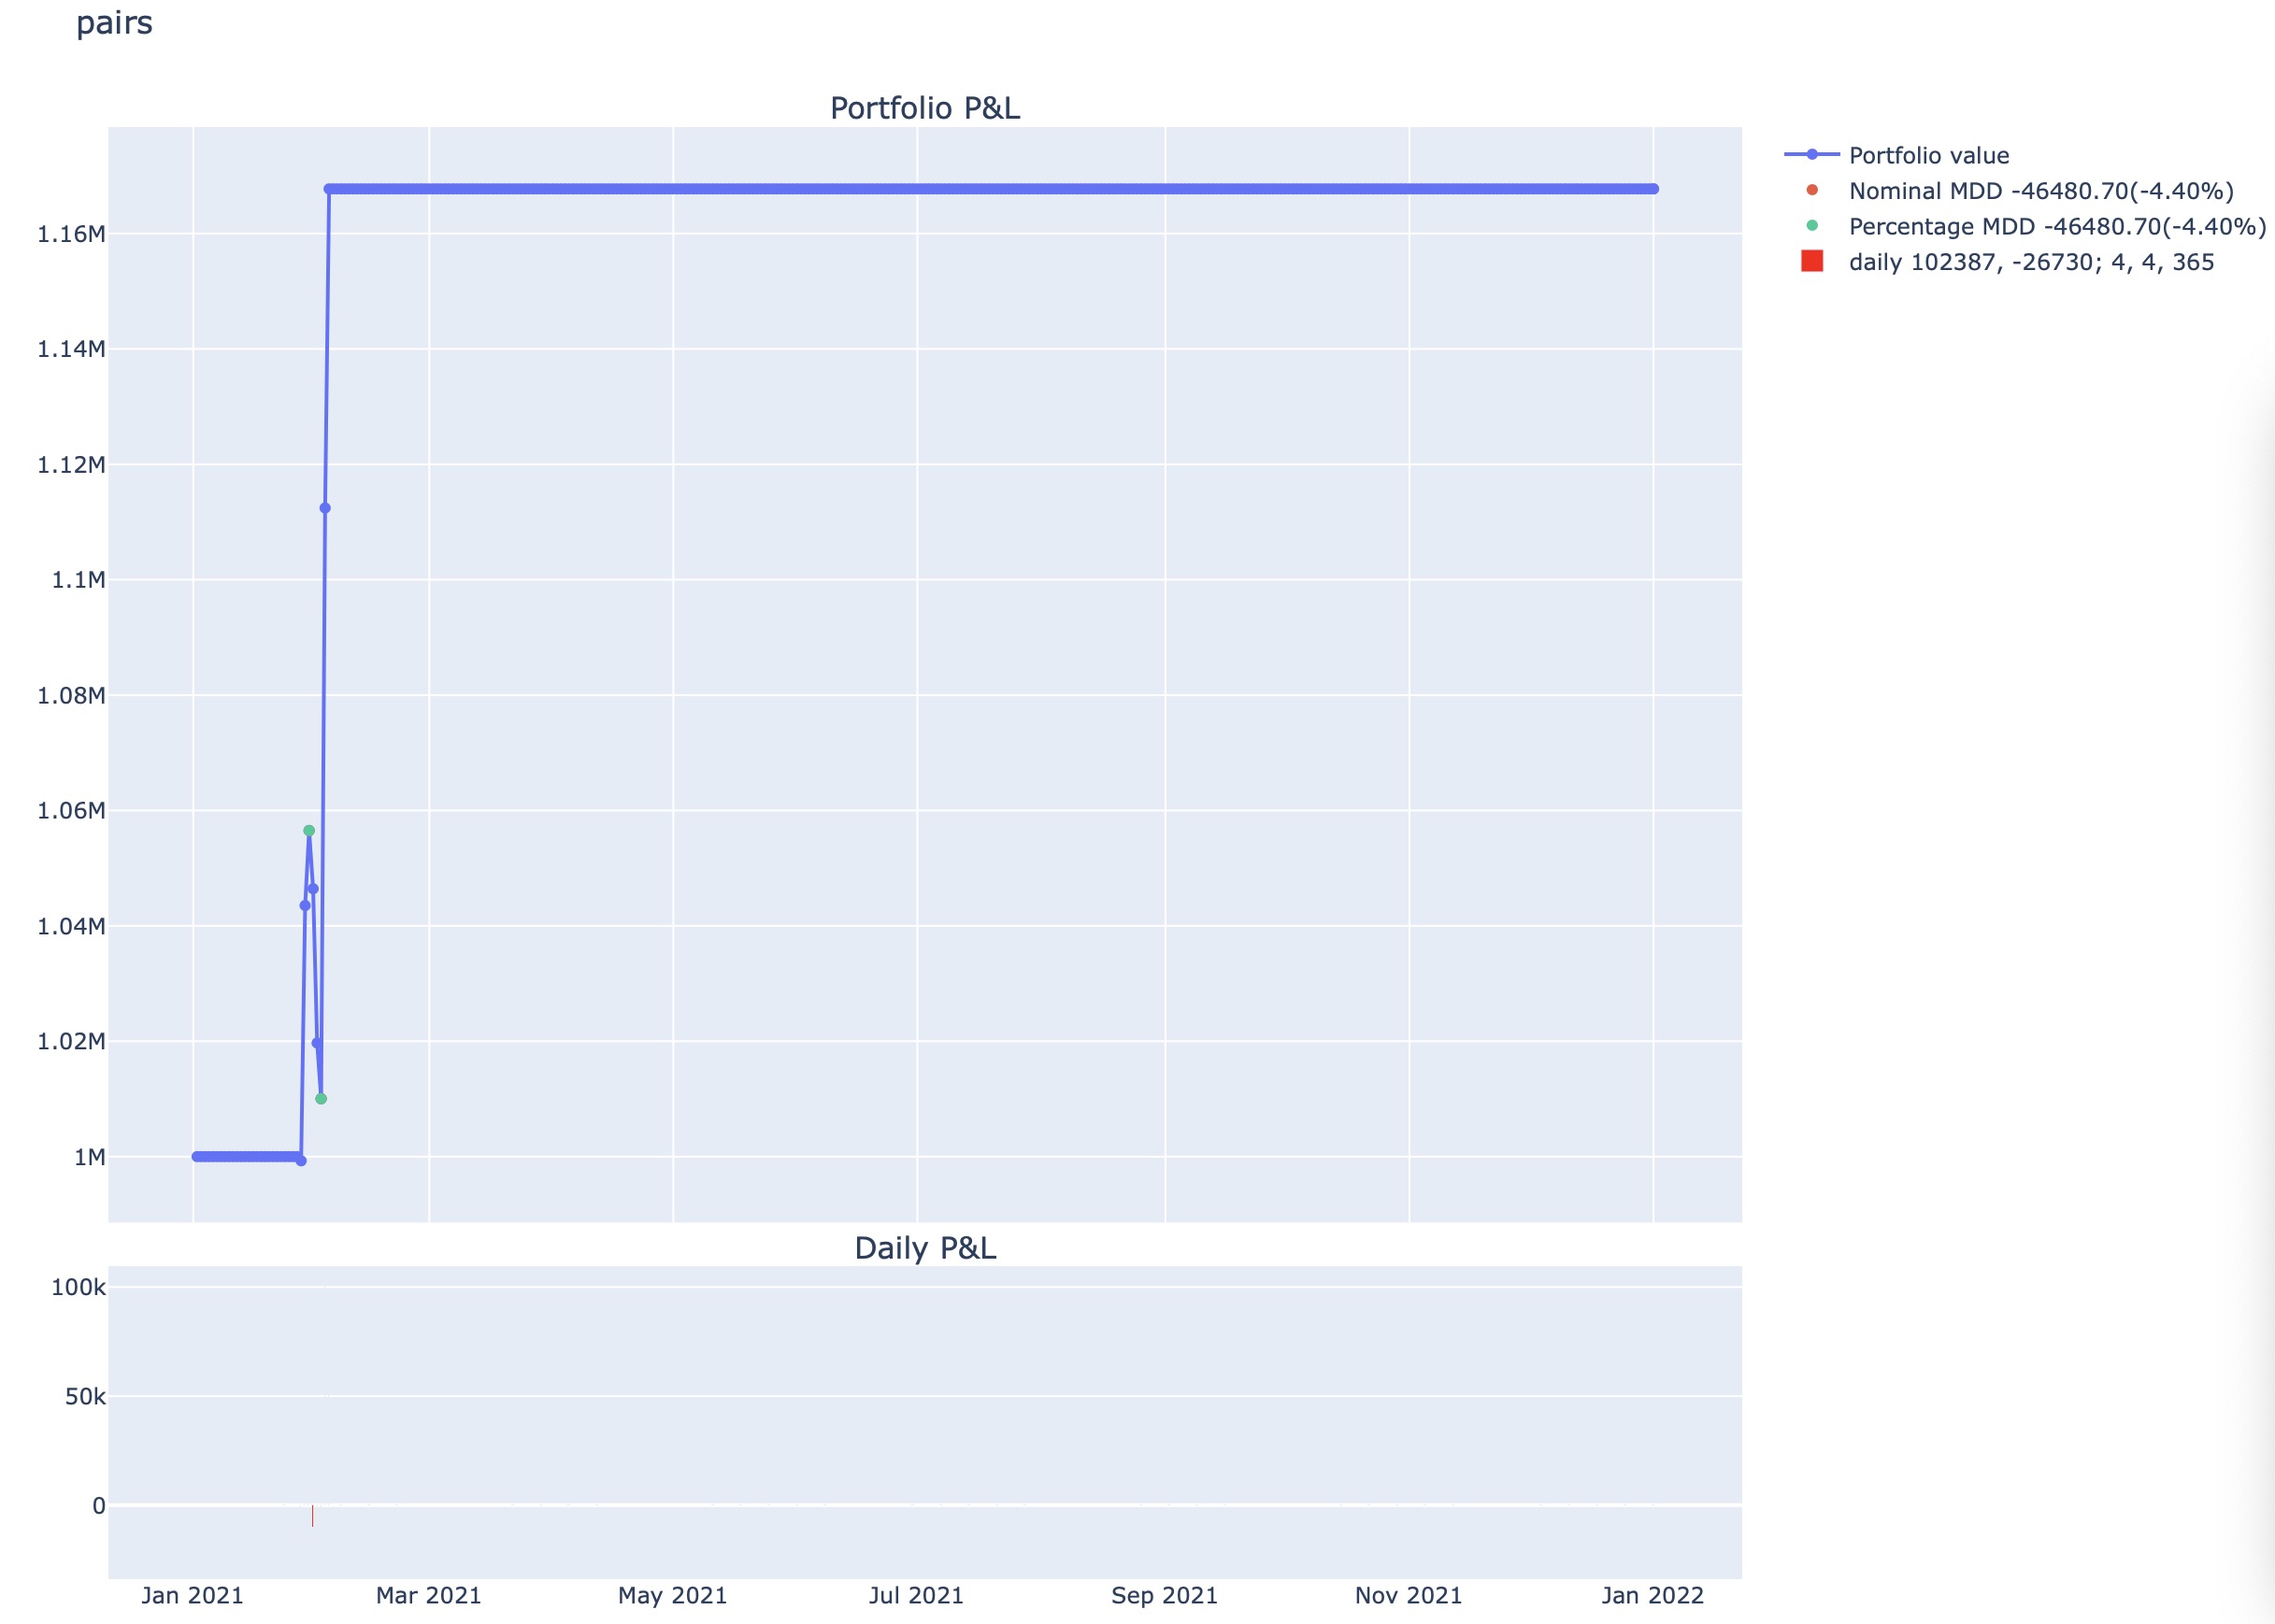 pairs
Portfolio P&L
Portfolio value
Nominal MDD -46480.70(-4.40%)
Percentage MDD -46480.70(-4.40%)
daily 102387, -26730; 4, 4, 365
1.16M
1.14M
1.12M
1.1M
1.08M
1.06M
1.04M
1.02M
1M
Daily P&L
100k
50k
0
Jan 2021 Mar 2021 May 2021 Jul 2021 Sep 2021 Nov 2021 Jan 2022